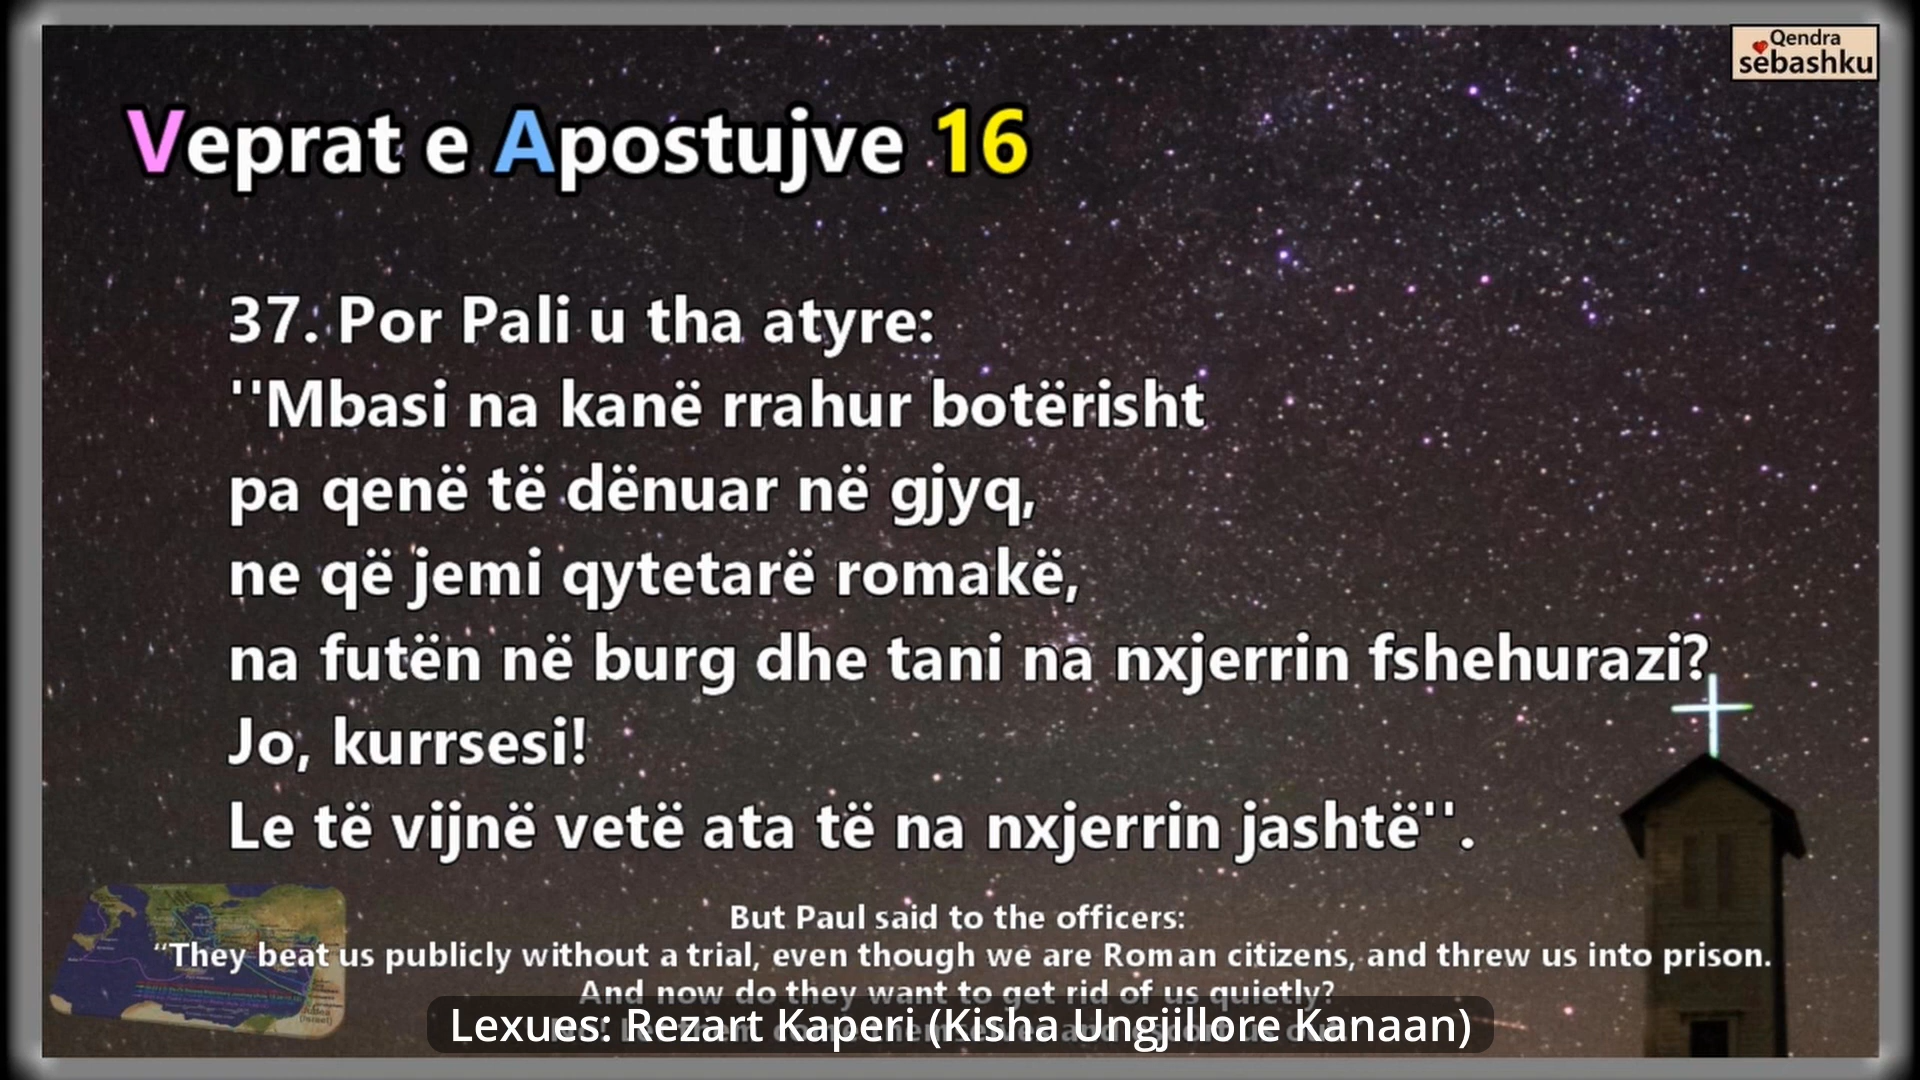 Qendra
sëbashku
Veprat e Apostujve 16
37. Por Pali u tha atyre:
''Mbasi na kanë rrahur botërisht
pa qenë të dënuar në gjyq,
ne që jemi qytetarë romakë,
na futën në burg dhe tani na nxjerrin fshehurazi?
Jo, kurrsesi!
Le të vijnë vetë ata të na nxjerrin jashtë''.
But Paul said to the officers:
“They beat us publicly without a trial, even though we are Roman citizens, and threw us into prison.
And now do they want to get rid of us quietly?
Lexues: Rezart Kaperi (Kisha Ungjillore Kanaan)